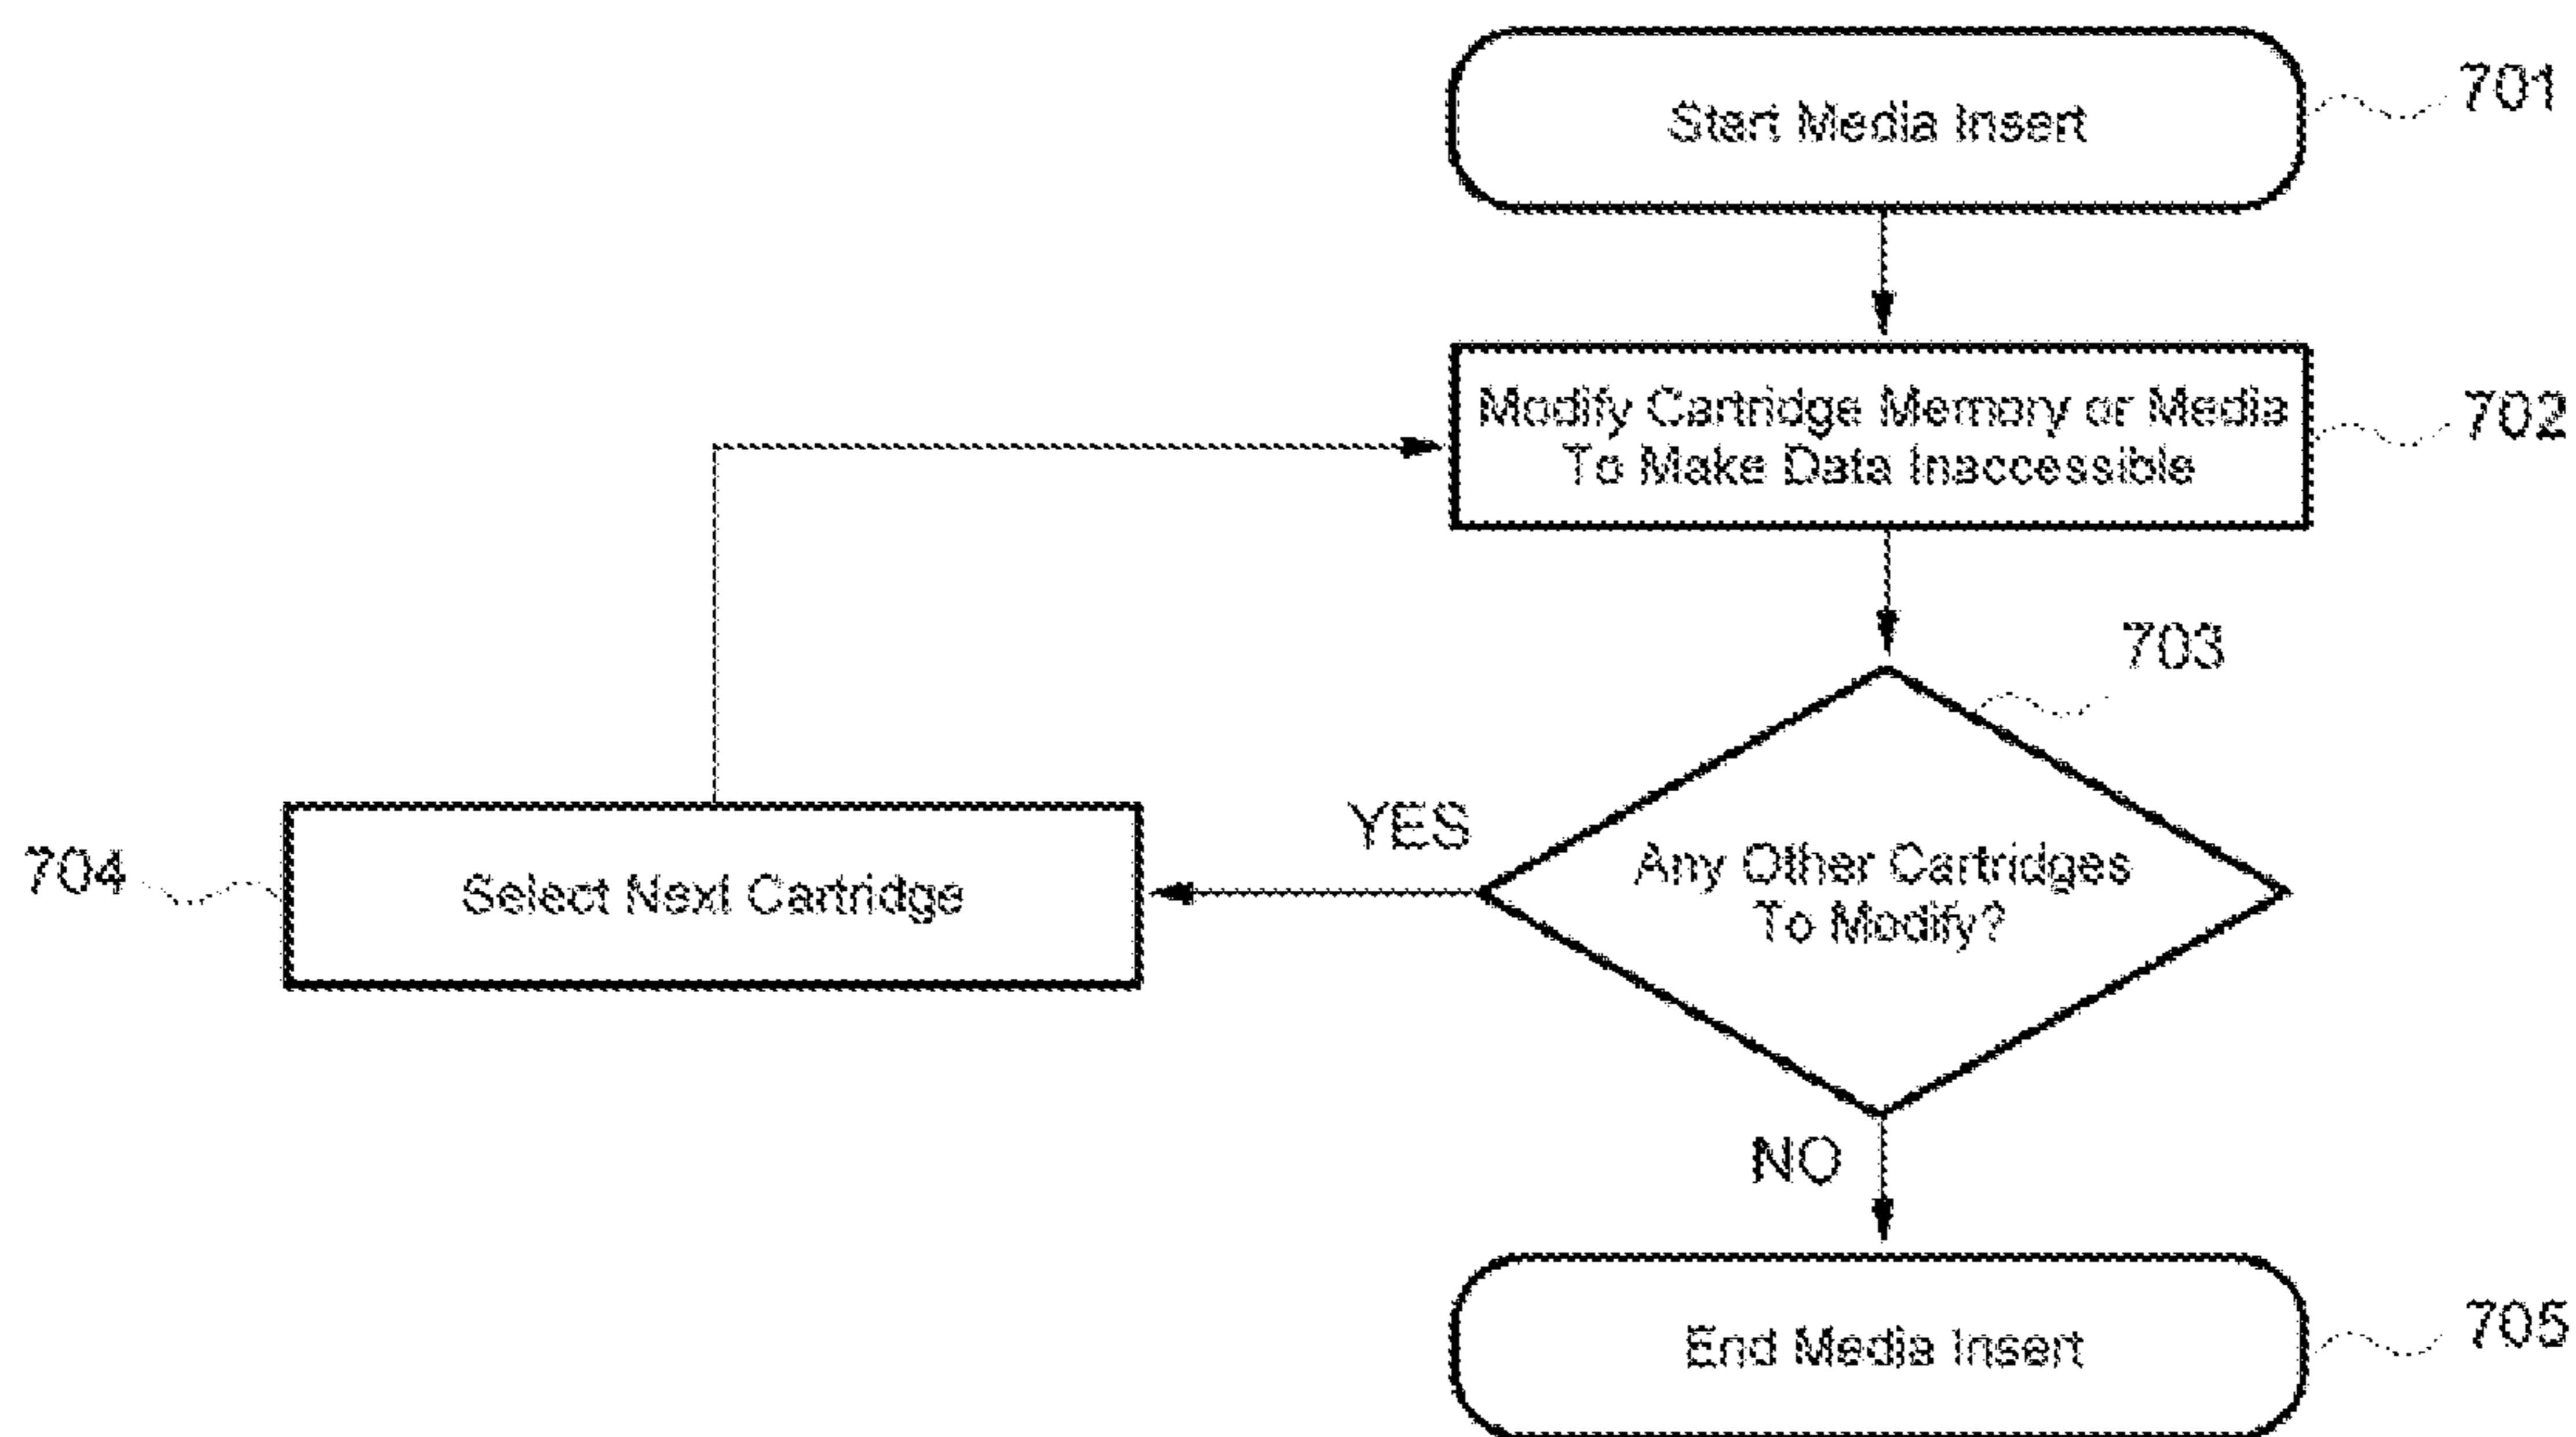 Start Media Insert
701
Modify Cartridge Memory or Media
To Make Data Inaccessible
702
703
Any Other Cartridges
To Modify?
YES
Select Next Cartridge
704
NO
End Media Insert
705